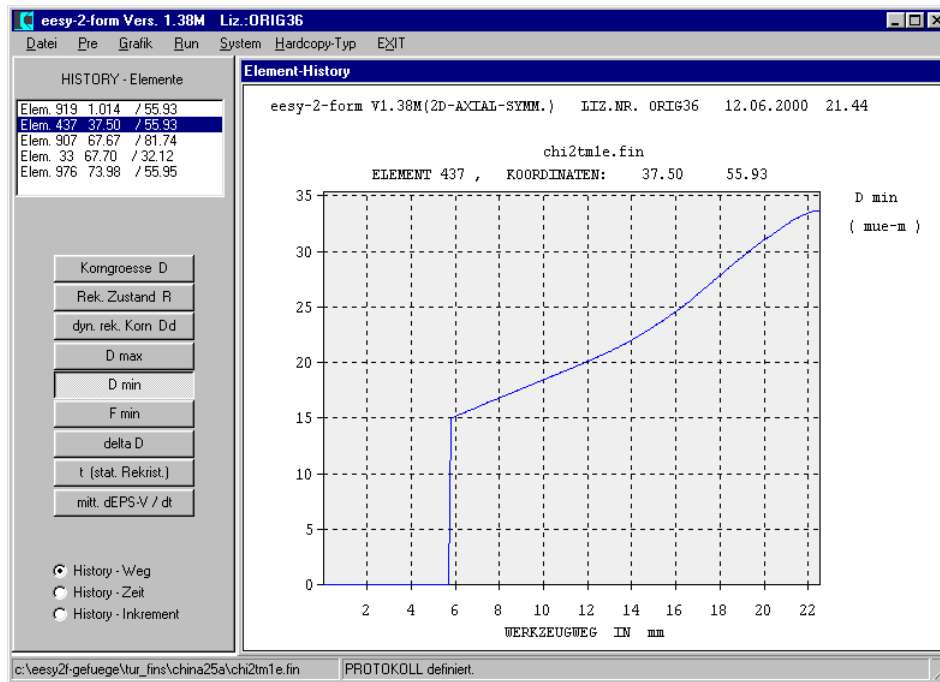 eesy-2-form Vers. 1.38M Liz.:ORIG36
Datei Pre Grafik Run System Hardcopy-Typ EXIT
HISTORY - Elemente
Elem. 919 1.014 / 55.93
Elem. 437 37.50 / 55.93
Elem. 907 67.67 / 81.74
Elem. 33 67.70 / 32.12
Elem. 976 73.98 / 55.95
Korngroesse D
Rek. Zustand R
dyn. rek. Korn Dd
D max
D min
F min
delta D
t (stat. Rekrist.)
mitt. dEPS-V / dt
History - Weg
History - Zeit
History - Inkrement
Element-History
eesy-2-form V1.38M(2D-AXIAL-SYMM.) LIZ.NR. ORIG36 12.06.2000 21.44
chi2tm1e.fin
ELEMENT 437 , KOORDINATEN: 37.50 55.93
D min
( mue-m )
35
30
25
20
15
10
5
0
2 4 6 8 10 12 14 16 18 20 22
WERKZEUGWEG IN mm
c:\eesy2f-gefuege\tur_fins\china25a\chi2tm1e.fin PROTOKOLL definiert.